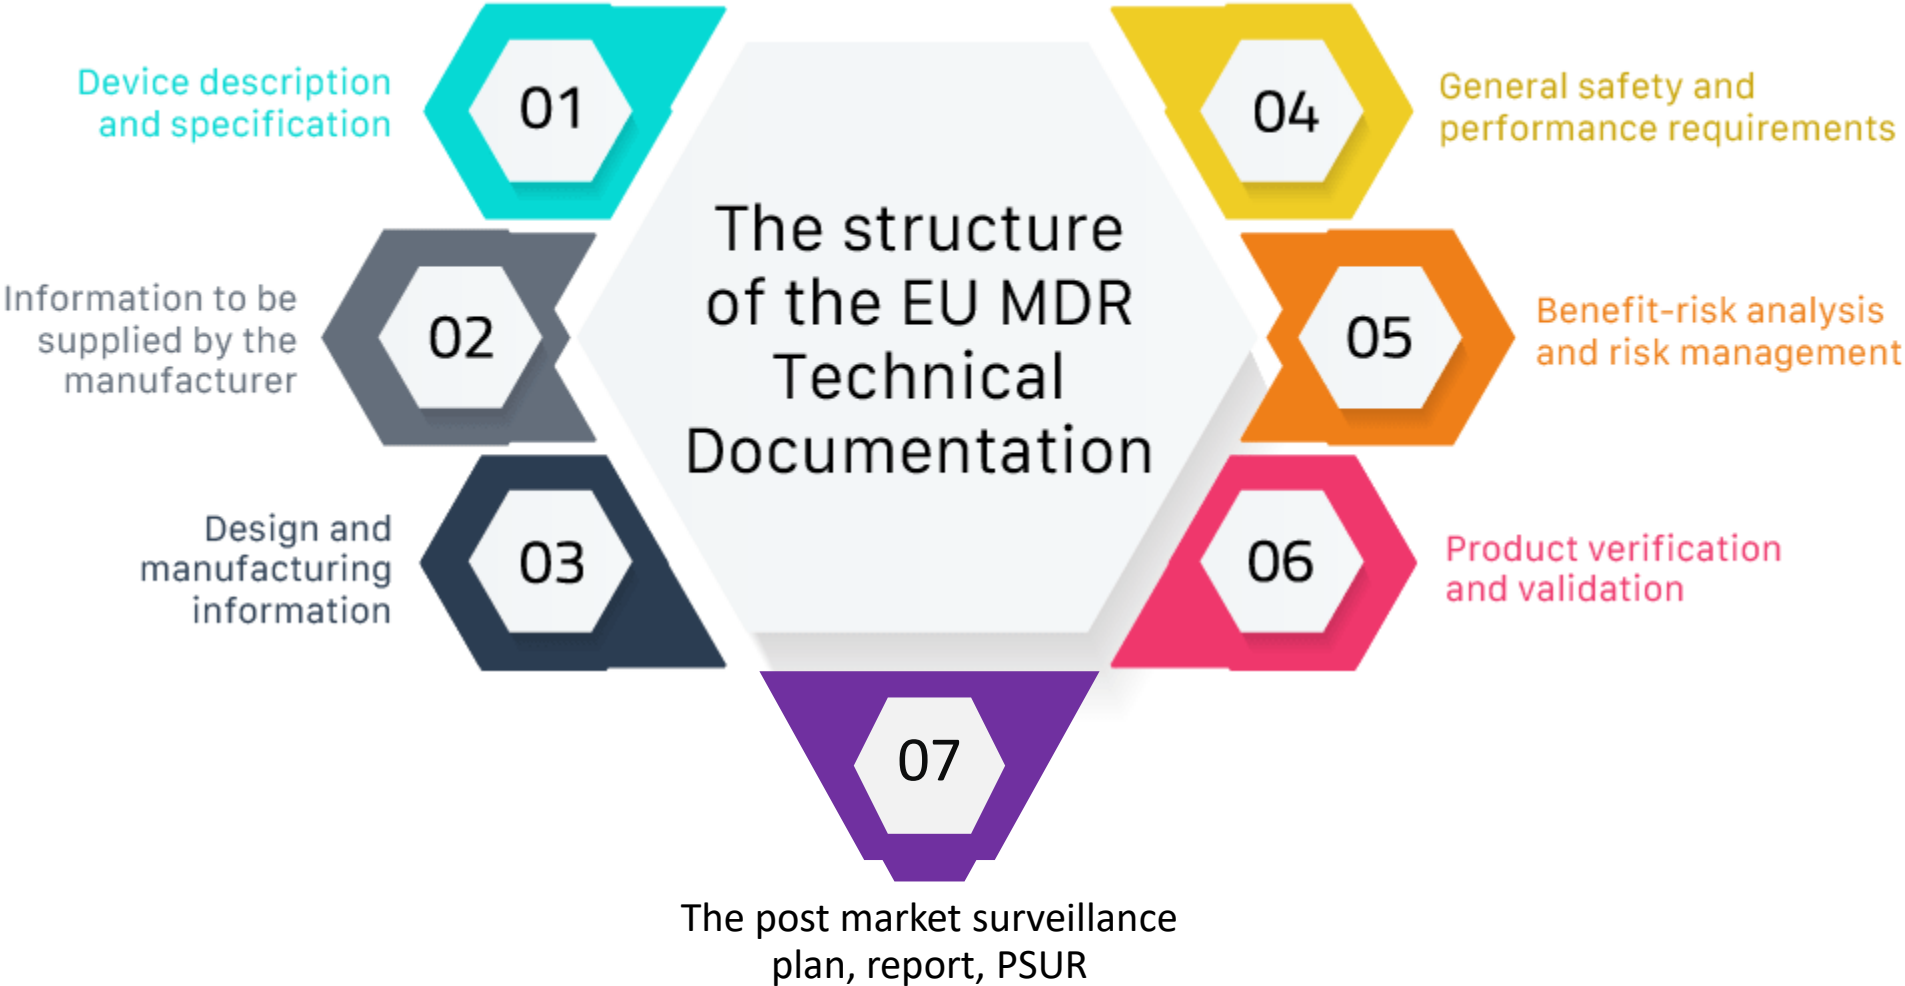 The structure
of the EU MDR
Technical
Documentation
01
Device description
and specification
02
Information to be
supplied by the
manufacturer
03
Design and
manufacturing
information
04
General safety and
performance requirements
05
Benefit-risk analysis
and risk management
06
Product verification
and validation
07
The post market surveillance
plan, report, PSUR